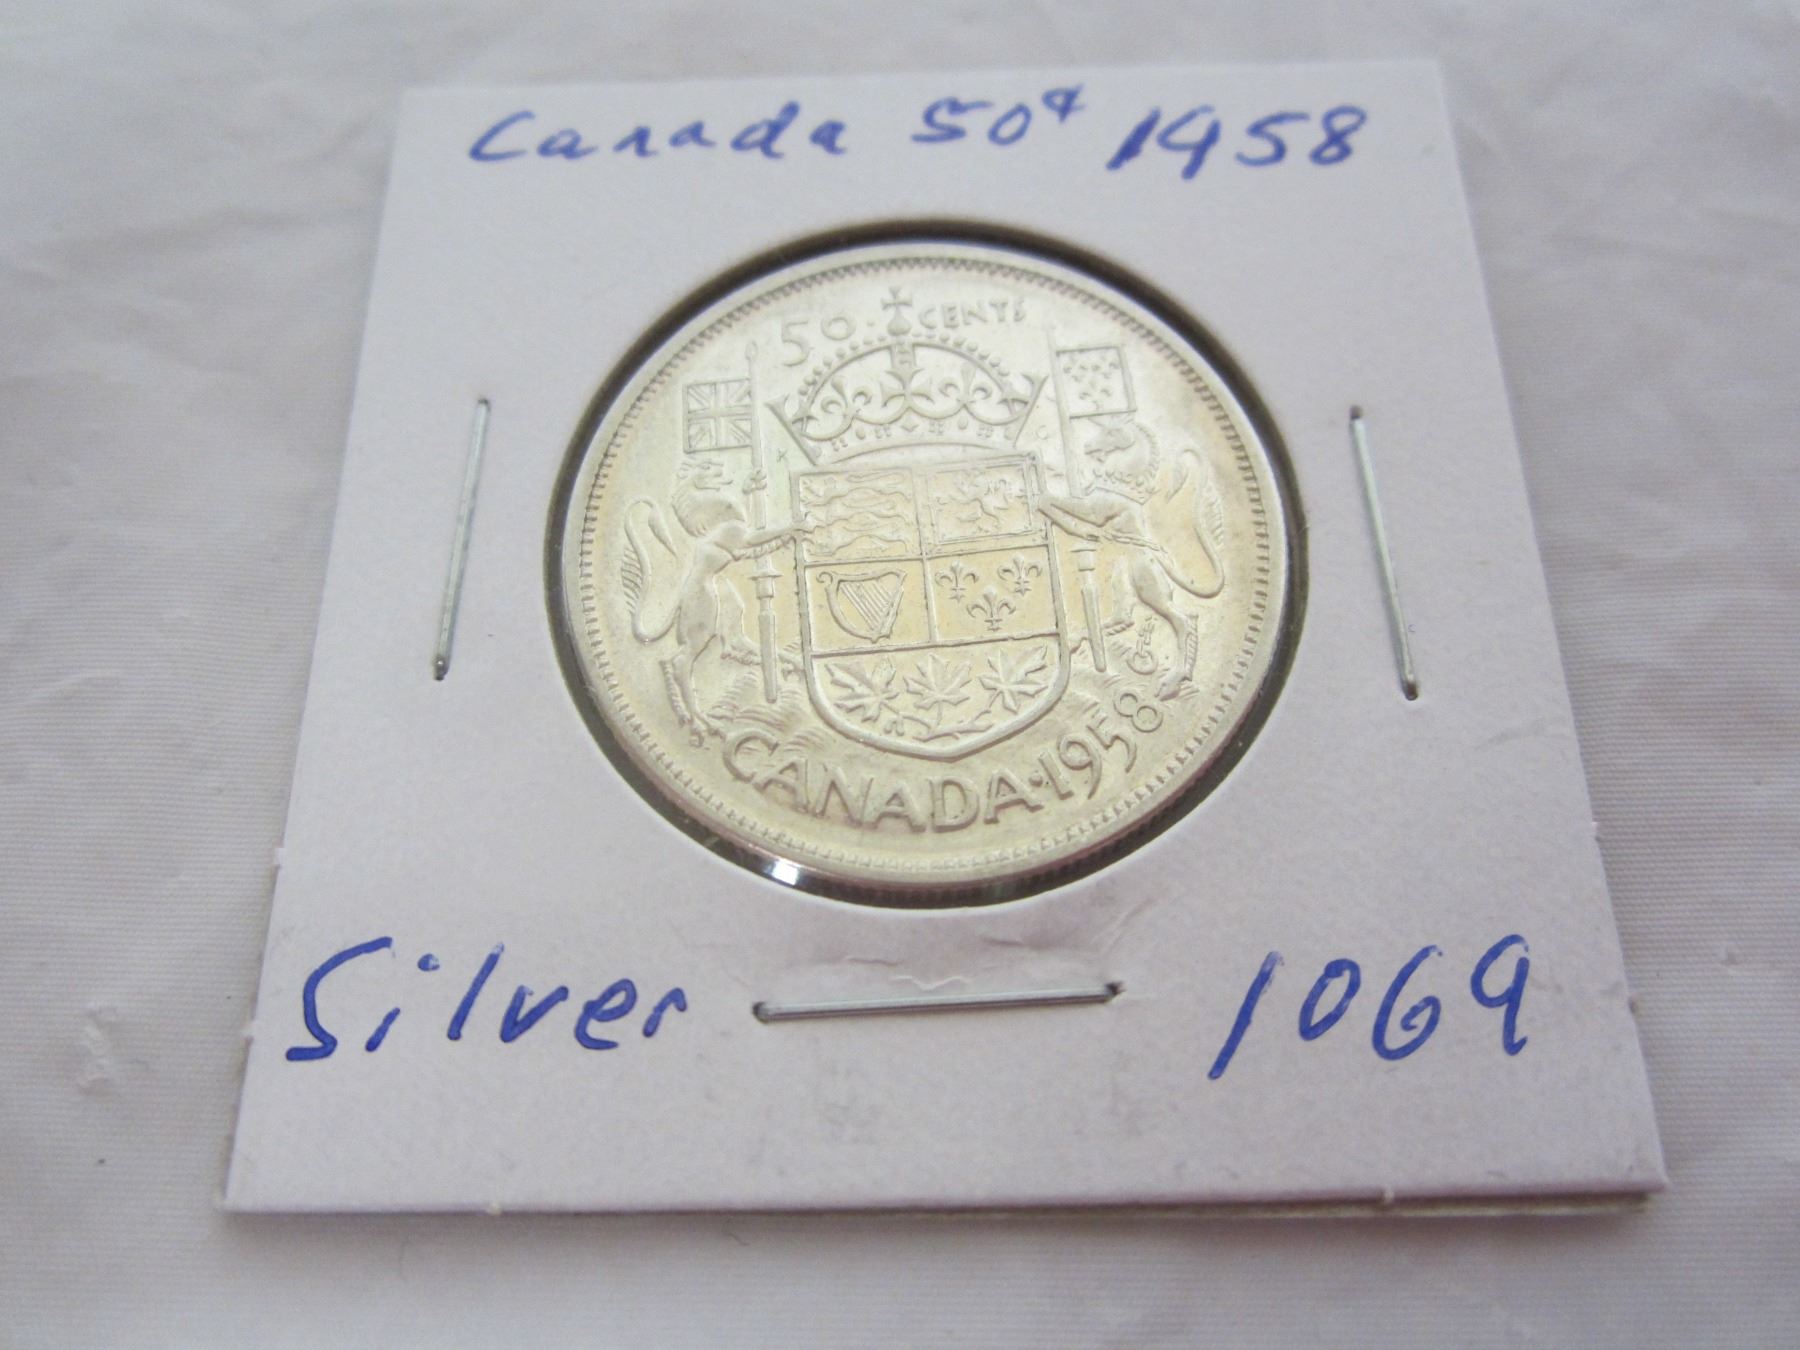 Canada 50¢ 1958
50 CENTS
CANADA·1958
Silver 1069